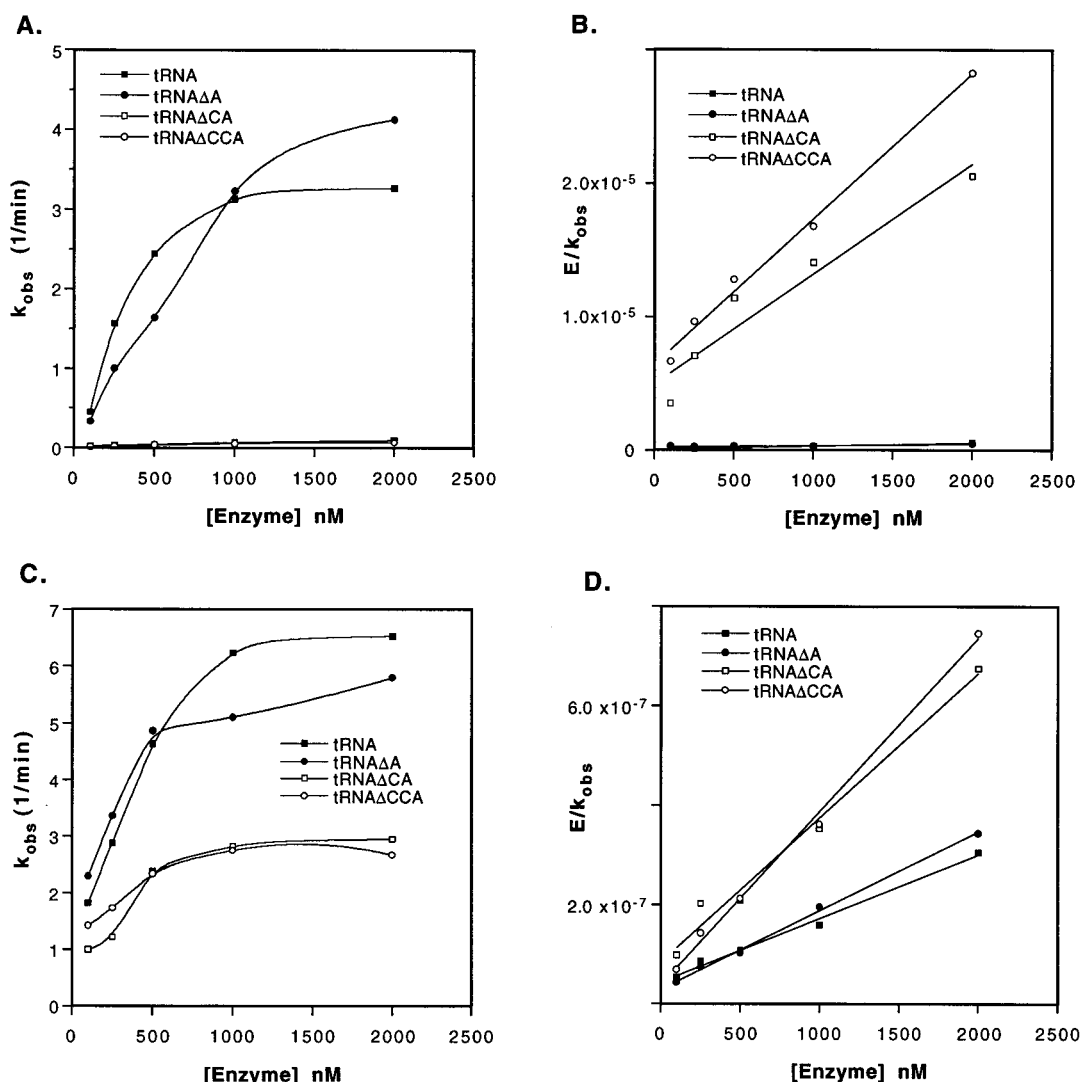 A.
5
4
3
2
1
0
k_obs (1/min)
tRNA
tRNAΔA
tRNAΔCA
tRNAΔCCA
0 500 1000 1500 2000 2500
[Enzyme] nM
B.
2.0x10^-5
1.0x10^-5
0
E/k_obs
tRNA
tRNAΔA
tRNAΔCA
tRNAΔCCA
0 500 1000 1500 2000 2500
[Enzyme] nM
C.
7
6
5
4
3
2
1
0
k_obs (1/min)
tRNA
tRNAΔA
tRNAΔCA
tRNAΔCCA
0 500 1000 1500 2000 2500
[Enzyme] nM
D.
6.0 x10^-7
2.0 x10^-7
E/k_obs
tRNA
tRNAΔA
tRNAΔCA
tRNAΔCCA
0 500 1000 1500 2000 2500
[Enzyme] nM